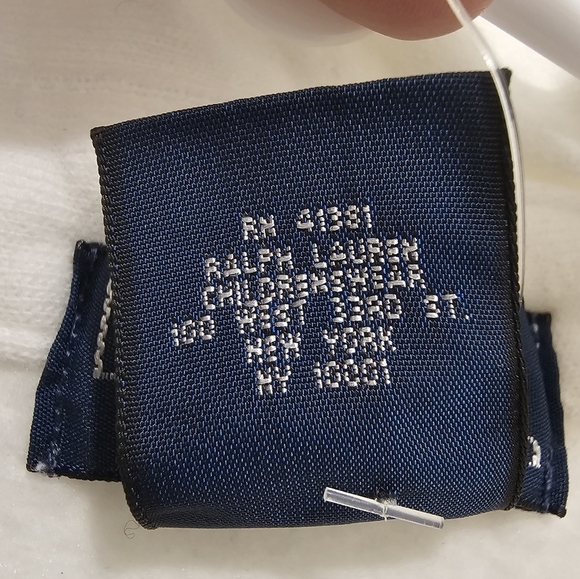 RN 41381
RALPH LAUREN
CHILDRENSWEAR
100 WEST 33RD ST.
NEW YORK
NY 10001